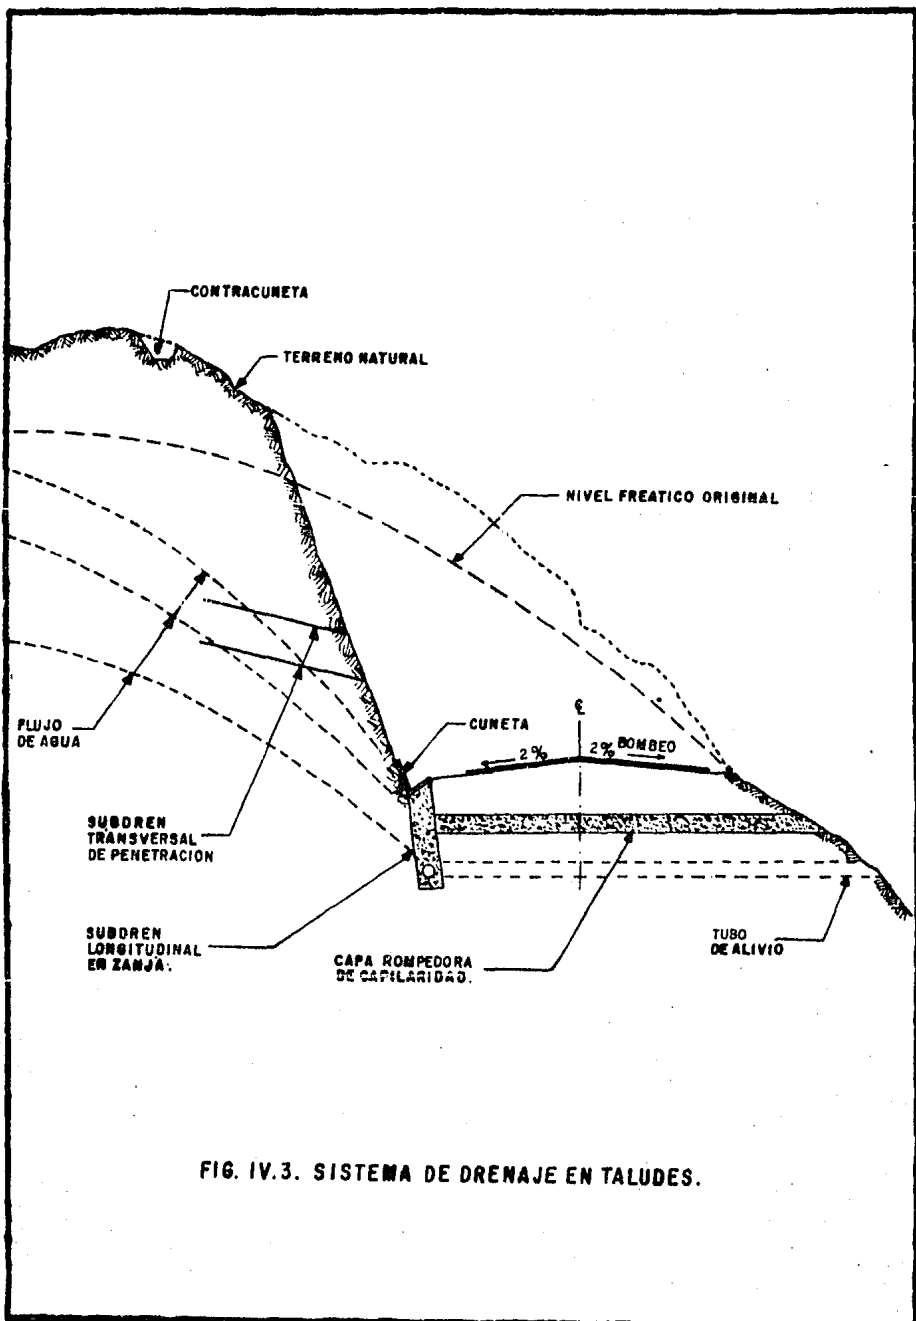 CONTRACUNETA
TERRENO NATURAL
NIVEL FREATICO ORIGINAL
FLUJO
DE AGUA
℄
CUNETA
2% 2% BOMBEO
SUBDREN
TRANSVERSAL
DE PENETRACION
SUBDREN
LONGITUDINAL
EN ZANJA.
CAPA ROMPEDORA
DE CAPILARIDAD.
TUBO
DE ALIVIO
FIG. IV.3. SISTEMA DE DRENAJE EN TALUDES.